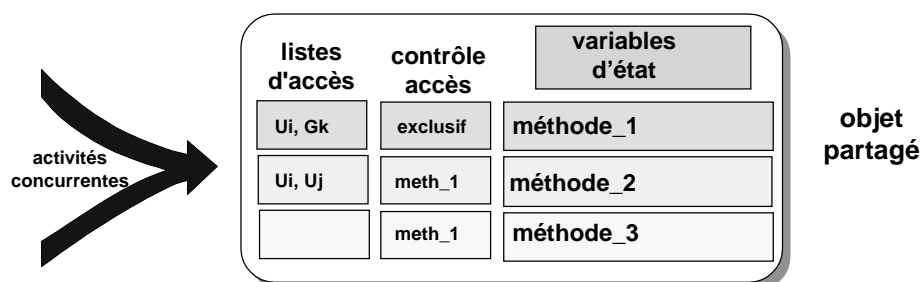 listes
d'accès
contrôle
accès
variables
d'état
activités
concurrentes
Ui, Gk
exclusif
méthode_1
Ui, Uj
meth_1
méthode_2
meth_1
méthode_3
objet
partagé